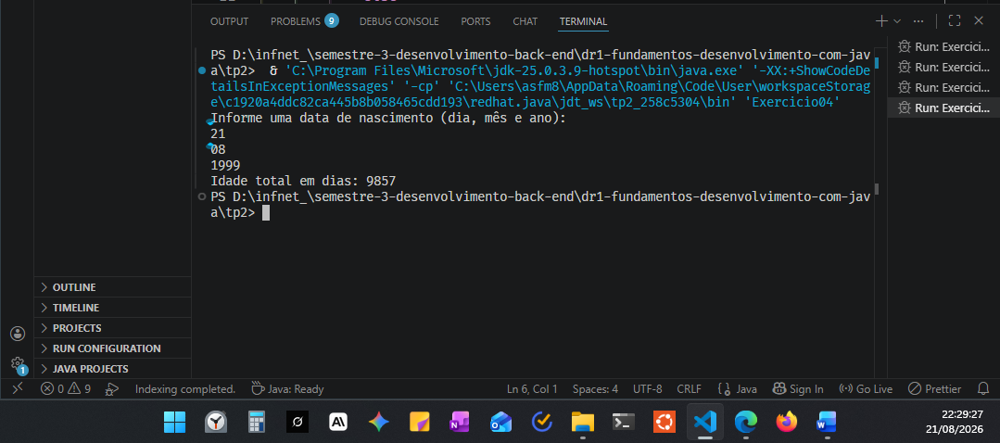 OUTPUT PROBLEMS 9 DEBUG CONSOLE PORTS CHAT TERMINAL
PS D:\infnet_\semestre-3-desenvolvimento-back-end\dr1-fundamentos-desenvolvimento-com-jav
a\tp2>  & 'C:\Program Files\Microsoft\jdk-25.0.3.9-hotspot\bin\java.exe' '-XX:+ShowCodeDe
tailsInExceptionMessages' '-cp' 'C:\Users\asfm8\AppData\Roaming\Code\User\workspaceStorag
e\c1920a4ddc82ca445b8b058465cdd193\redhat.java\jdt_ws\tp2_258c5304\bin' 'Exercicio04'
Informe uma data de nascimento (dia, mês e ano):
21
08
1999
Idade total em dias: 9857
PS D:\infnet_\semestre-3-desenvolvimento-back-end\dr1-fundamentos-desenvolvimento-com-jav
a\tp2>
Run: Exercici...
Run: Exercici...
Run: Exercici...
Run: Exercici...
OUTLINE
TIMELINE
PROJECTS
RUN CONFIGURATION
JAVA PROJECTS
1
0 9 Indexing completed. Java: Ready Ln 6, Col 1 Spaces: 4 UTF-8 CRLF Java Sign In Go Live Prettier
22:29:27
21/08/2026